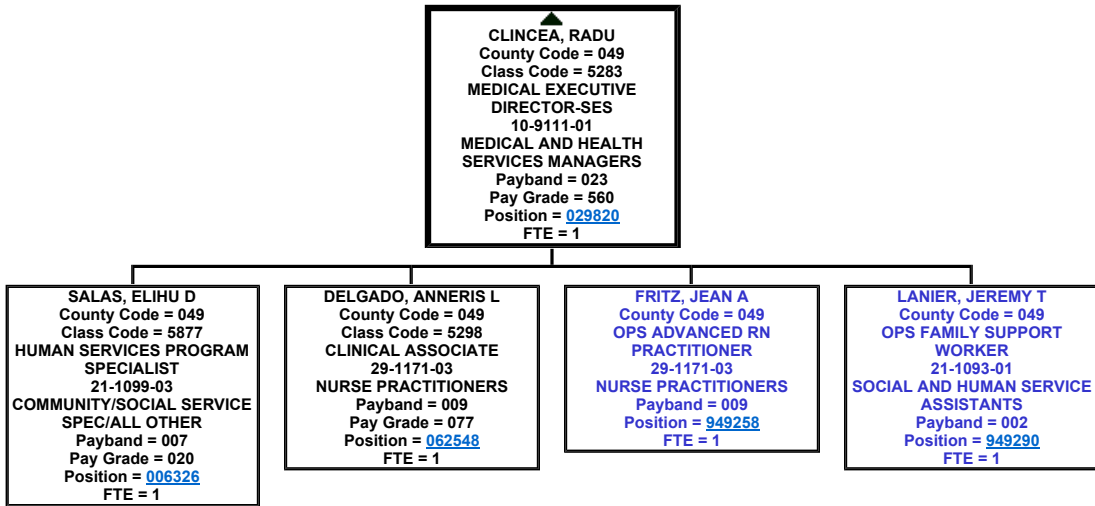 CLINCEA, RADU
County Code = 049
Class Code = 5283
MEDICAL EXECUTIVE
DIRECTOR-SES
10-9111-01
MEDICAL AND HEALTH
SERVICES MANAGERS
Payband = 023
Pay Grade = 560
Position = 029820
FTE = 1
SALAS, ELIHU D
County Code = 049
Class Code = 5877
HUMAN SERVICES PROGRAM
SPECIALIST
21-1099-03
COMMUNITY/SOCIAL SERVICE
SPEC/ALL OTHER
Payband = 007
Pay Grade = 020
Position = 006326
FTE = 1
DELGADO, ANNERIS L
County Code = 049
Class Code = 5298
CLINICAL ASSOCIATE
29-1171-03
NURSE PRACTITIONERS
Payband = 009
Pay Grade = 077
Position = 062548
FTE = 1
FRITZ, JEAN A
County Code = 049
OPS ADVANCED RN
PRACTITIONER
29-1171-03
NURSE PRACTITIONERS
Payband = 009
Position = 949258
FTE = 1
LANIER, JEREMY T
County Code = 049
OPS FAMILY SUPPORT
WORKER
21-1093-01
SOCIAL AND HUMAN SERVICE
ASSISTANTS
Payband = 002
Position = 949290
FTE = 1